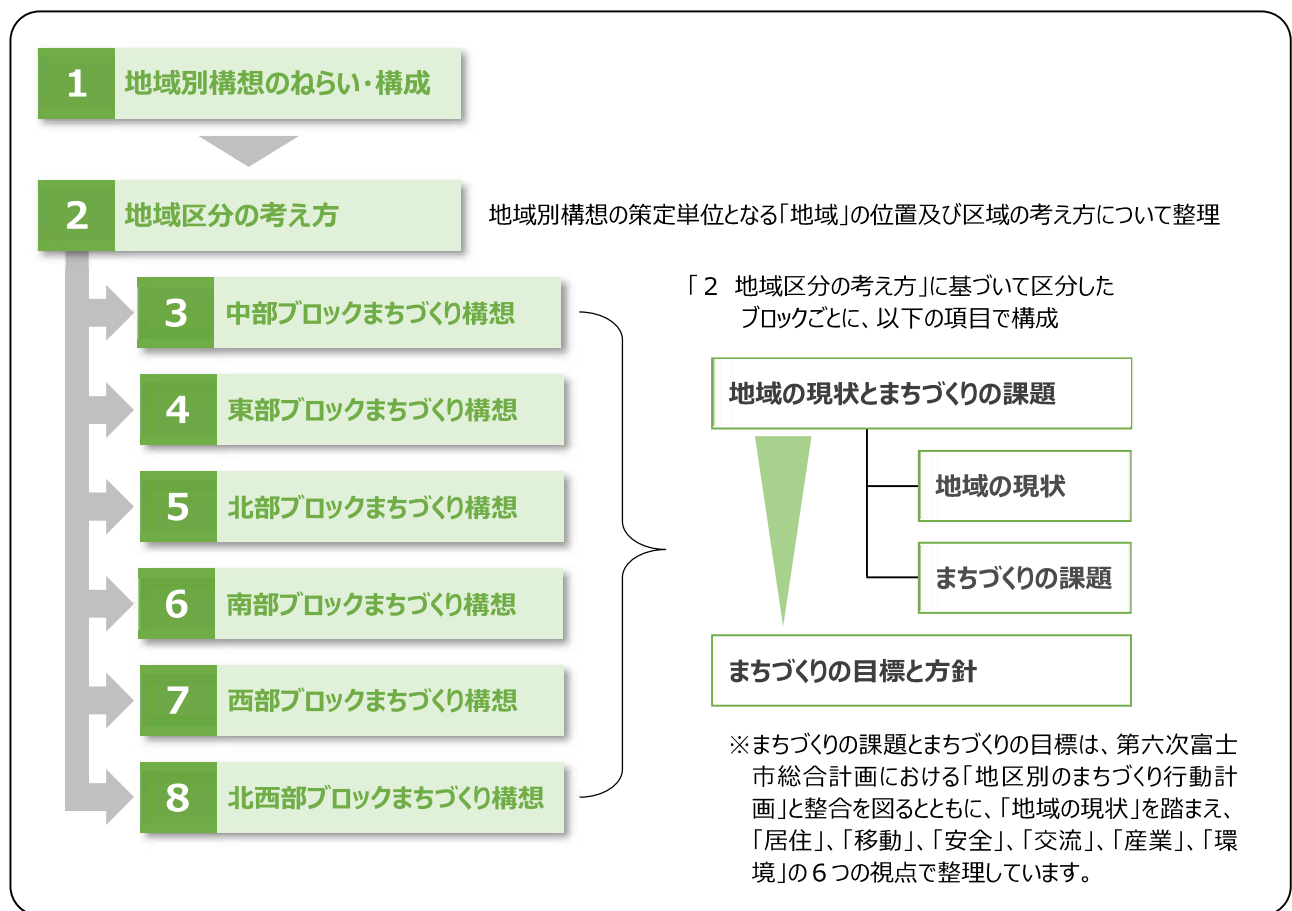 1 地域別構想のねらい・構成
2 地域区分の考え方
地域別構想の策定単位となる「地域」の位置及び区域の考え方について整理
3 中部ブロックまちづくり構想
4 東部ブロックまちづくり構想
5 北部ブロックまちづくり構想
6 南部ブロックまちづくり構想
7 西部ブロックまちづくり構想
8 北西部ブロックまちづくり構想
「２ 地域区分の考え方」に基づいて区分した
ブロックごとに、以下の項目で構成
地域の現状とまちづくりの課題
地域の現状
まちづくりの課題
まちづくりの目標と方針
※まちづくりの課題とまちづくりの目標は、第六次富士
市総合計画における「地区別のまちづくり行動計
画」と整合を図るとともに、「地域の現状」を踏まえ、
「居住」、「移動」、「安全」、「交流」、「産業」、「環
境」の６つの視点で整理しています。